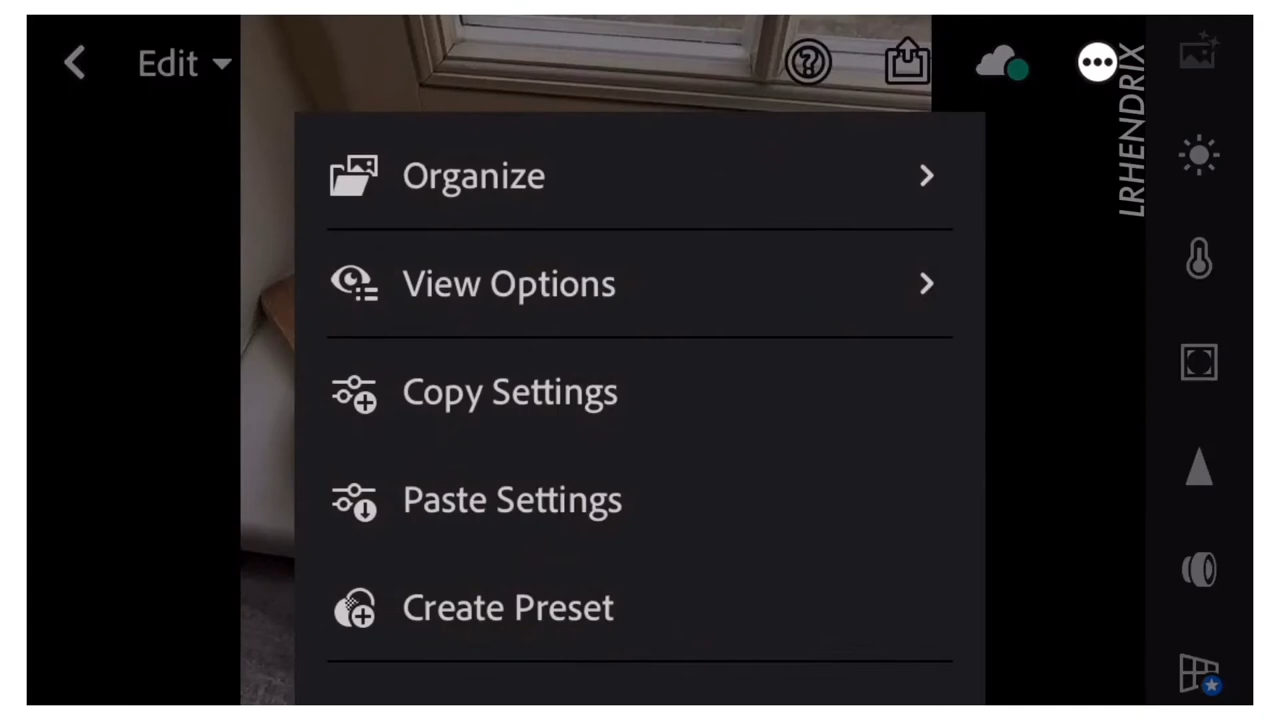 Edit
LRHENDRIX
Organize
View Options
Copy Settings
Paste Settings
Create Preset